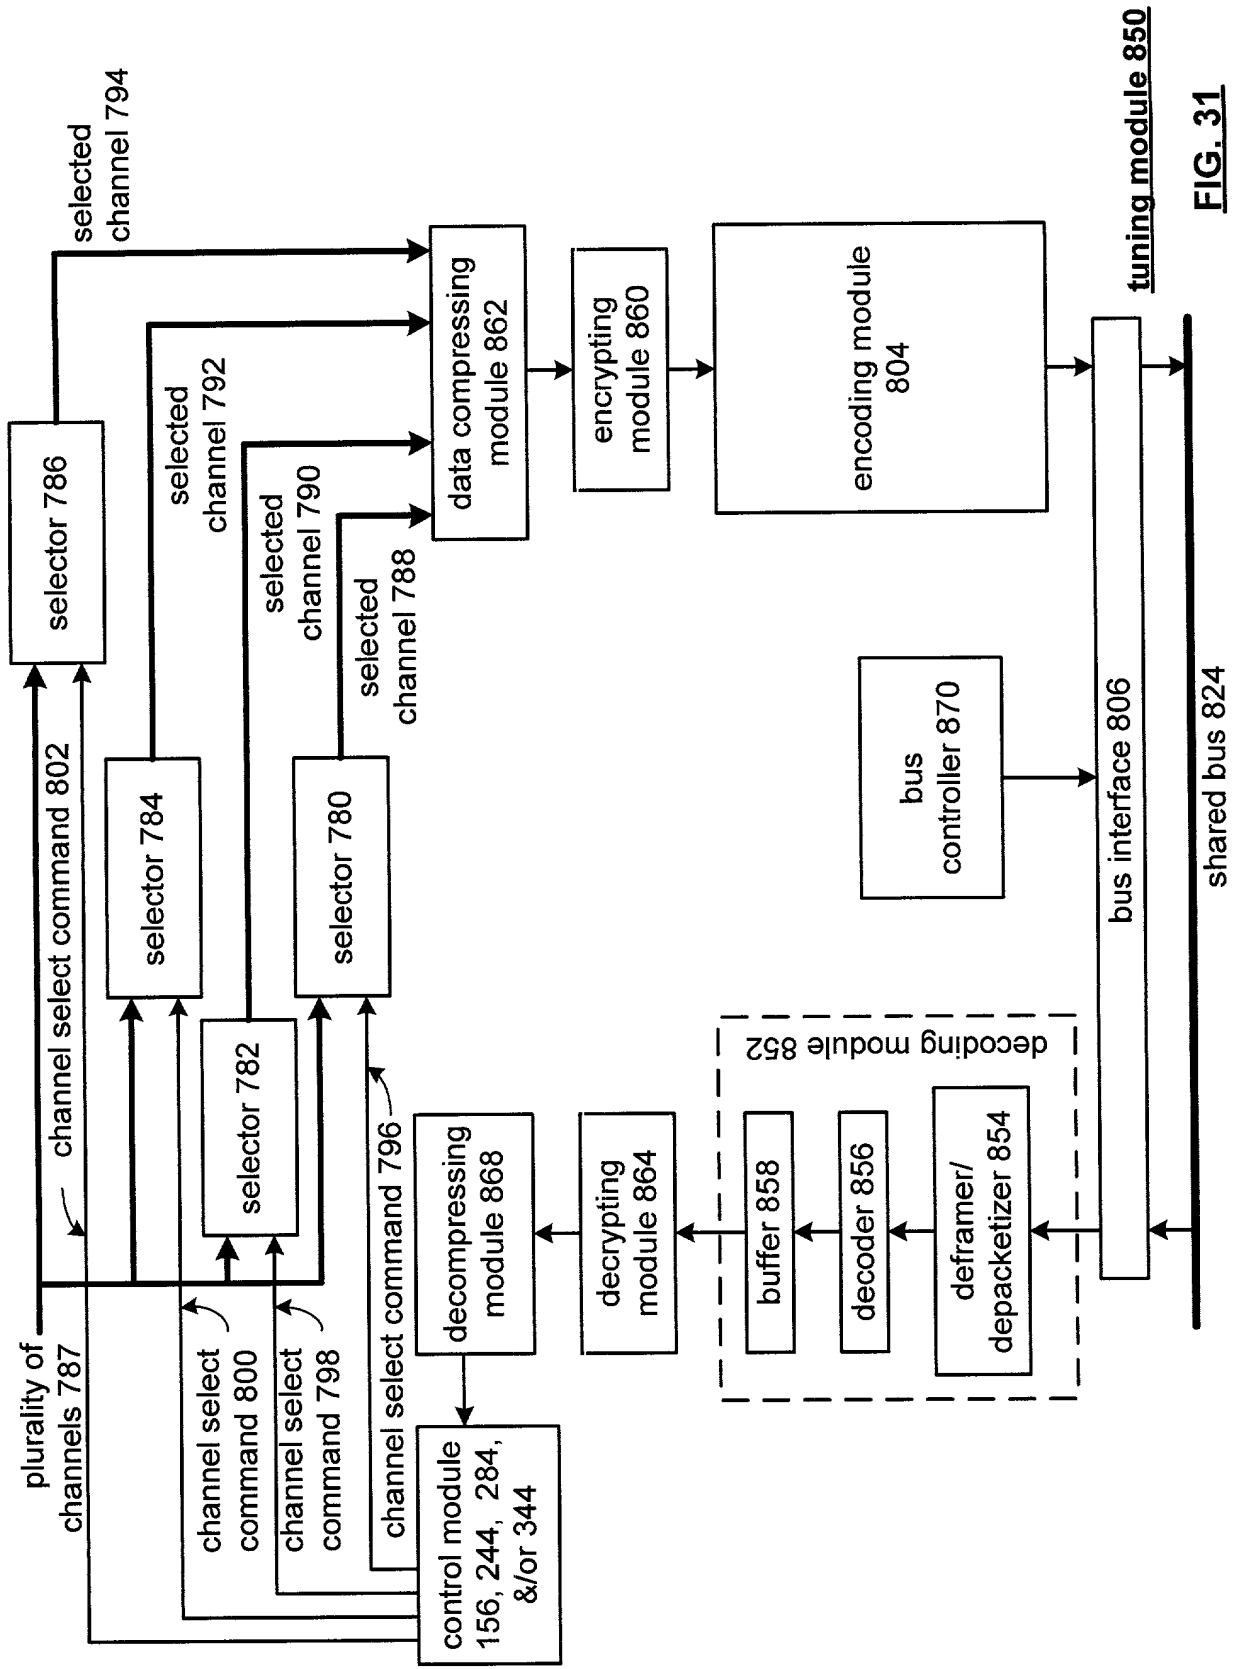 plurality of
channels 787
channel select command 802
selector 786
selected
channel 794
selector 784
selected
channel 792
channel select
command 800
selector 782
selected
channel 790
channel select
command 798
selector 780
selected
channel 788
channel select command 796
control module
156, 244, 284,
&/or 344
decompressing
module 868
data compressing
module 862
decrypting
module 864
encrypting
module 860
decoding module 852
buffer 858
decoder 856
deframer/
depacketizer 854
bus
controller 870
encoding module
804
bus interface 806
shared bus 824
tuning module 850
FIG. 31